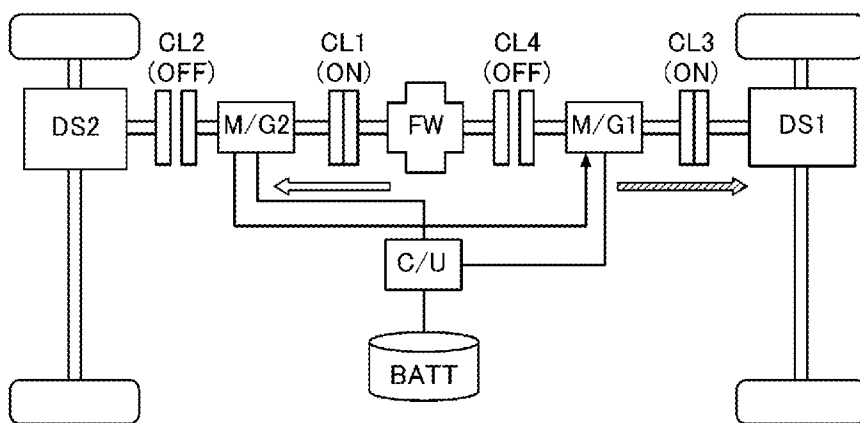 CL2
(OFF)
CL1
(ON)
CL4
(OFF)
CL3
(ON)
DS2
M/G2
FW
M/G1
DS1
C/U
BATT